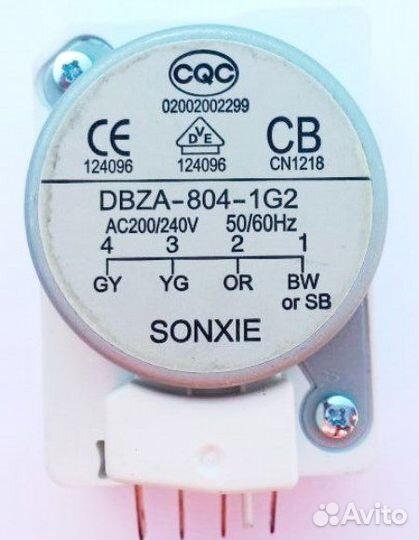 CQC
02002002299
CE DVE CB
124096 124096 CN1218
DBZA-804-1G2
AC200/240V 50/60Hz
4 3 2 1
GY YG OR BW
or SB
SONXIE
Avito